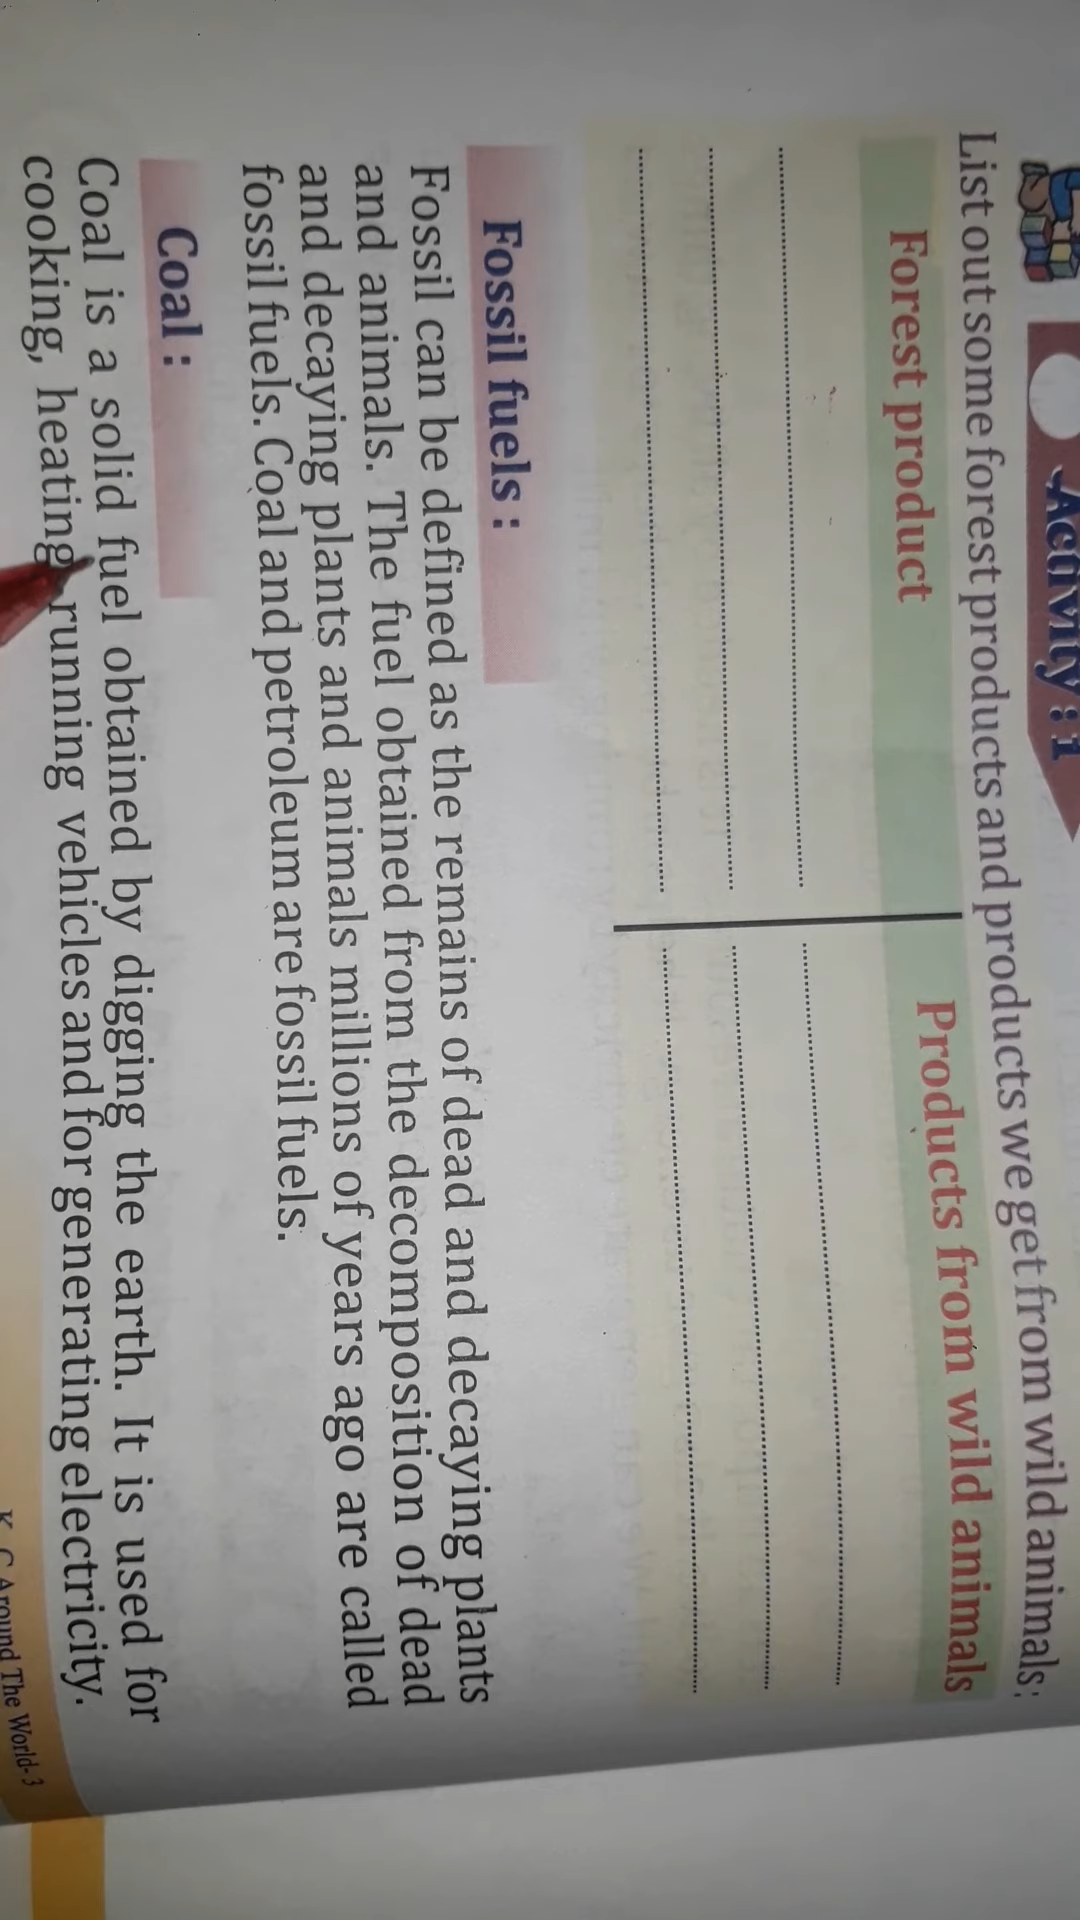 Activity : 1
List out some forest products and products we get from wild animals:
Forest product
Products from wild animals
Fossil fuels :
Fossil can be defined as the remains of dead and decaying plants
and animals. The fuel obtained from the decomposition of dead
and decaying plants and animals millions of years ago are called
fossil fuels. Coal and petroleum are fossil fuels.
Coal :
Coal is a solid fuel obtained by digging the earth. It is used for
cooking, heating running vehicles and for generating electricity.
Around The World- 3